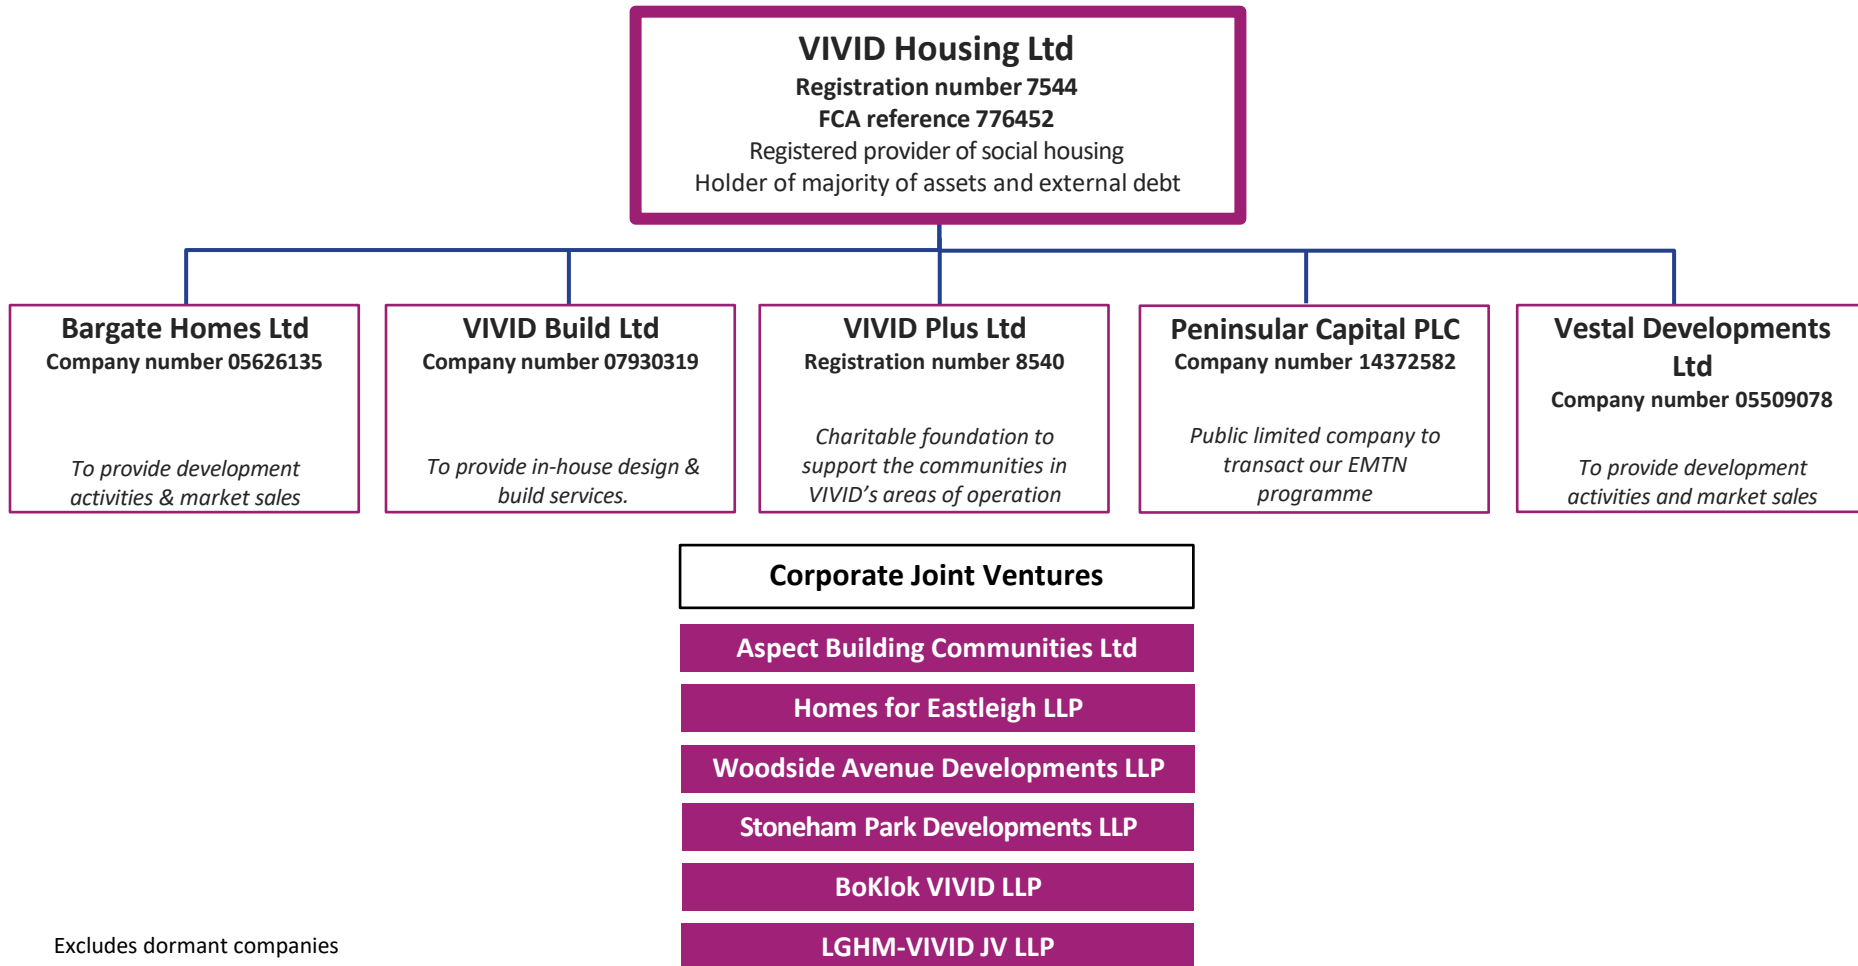 VIVID Housing Ltd
Registration number 7544
FCA reference 776452
Registered provider of social housing
Holder of majority of assets and external debt
Bargate Homes Ltd
Company number 05626135
To provide development
activities & market sales
VIVID Build Ltd
Company number 07930319
To provide in-house design &
build services.
VIVID Plus Ltd
Registration number 8540
Charitable foundation to
support the communities in
VIVID’s areas of operation
Peninsular Capital PLC
Company number 14372582
Public limited company to
transact our EMTN
programme
Vestal Developments
Ltd
Company number 05509078
To provide development
activities and market sales
Corporate Joint Ventures
Aspect Building Communities Ltd
Homes for Eastleigh LLP
Woodside Avenue Developments LLP
Stoneham Park Developments LLP
BoKlok VIVID LLP
LGHM-VIVID JV LLP
Excludes dormant companies